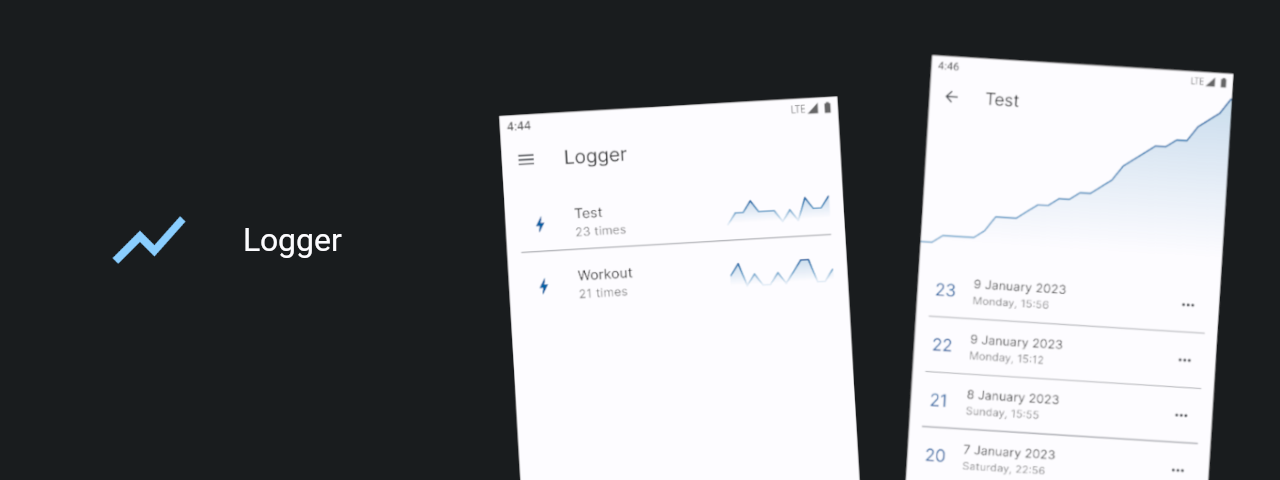 Logger
4:44
LTE
Logger
Test
23 times
Workout
21 times
4:46
LTE
Test
23
9 January 2023
Monday, 15:56
22
9 January 2023
Monday, 15:12
21
8 January 2023
Sunday, 15:55
20
7 January 2023
Saturday, 22:56